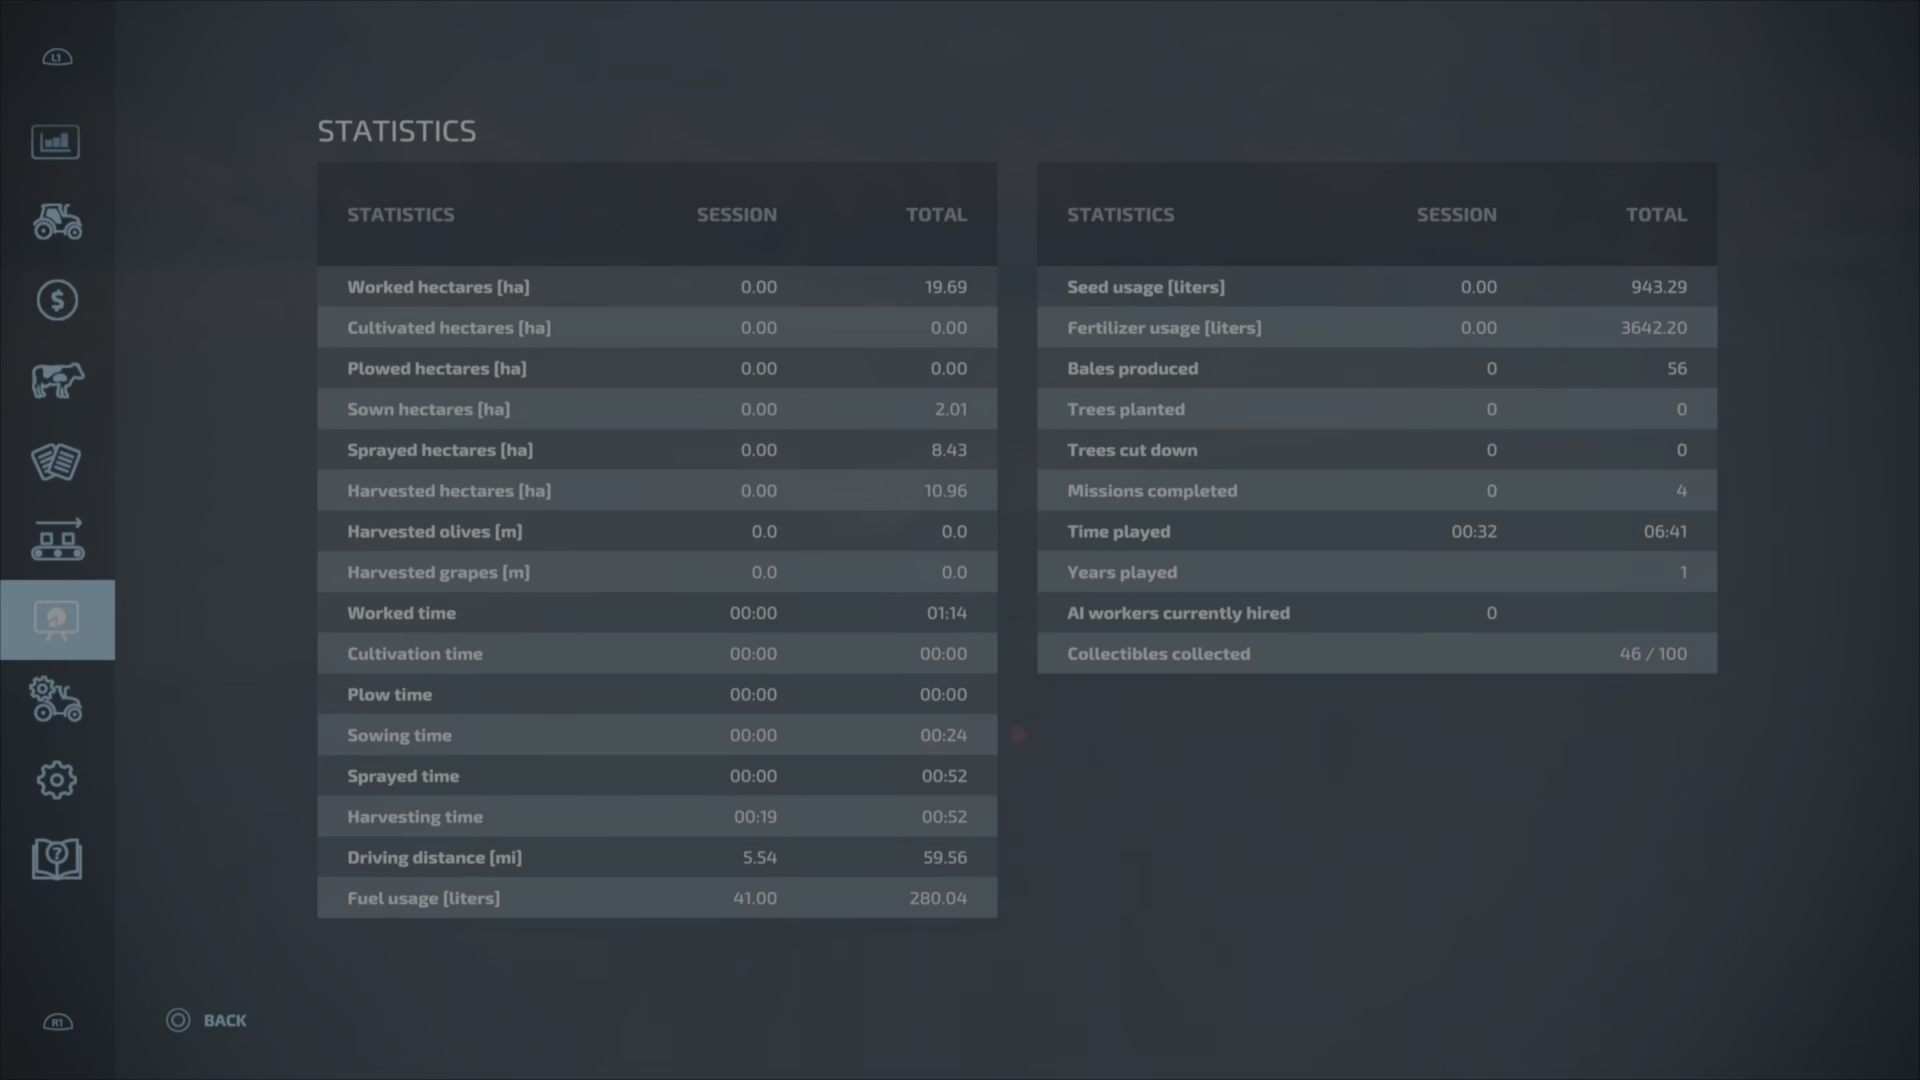 L1
STATISTICS
STATISTICS SESSION TOTAL
Worked hectares [ha] 0.00 19.69
Cultivated hectares [ha] 0.00 0.00
Plowed hectares [ha] 0.00 0.00
Sown hectares [ha] 0.00 2.01
Sprayed hectares [ha] 0.00 8.43
Harvested hectares [ha] 0.00 10.96
Harvested olives [m] 0.0 0.0
Harvested grapes [m] 0.0 0.0
Worked time 00:00 01:14
Cultivation time 00:00 00:00
Plow time 00:00 00:00
Sowing time 00:00 00:24
Sprayed time 00:00 00:52
Harvesting time 00:19 00:52
Driving distance [mi] 5.54 59.56
Fuel usage [liters] 41.00 280.04
STATISTICS SESSION TOTAL
Seed usage [liters] 0.00 943.29
Fertilizer usage [liters] 0.00 3642.20
Bales produced 0 56
Trees planted 0 0
Trees cut down 0 0
Missions completed 0 4
Time played 00:32 06:41
Years played 1
AI workers currently hired 0
Collectibles collected 46 / 100
R1
BACK